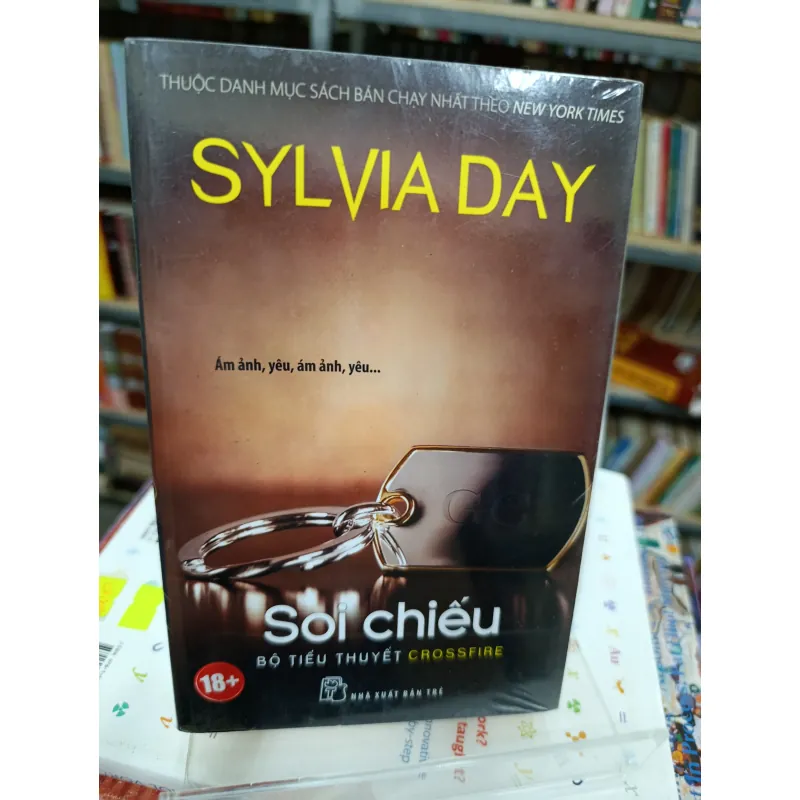 THUỘC DANH MỤC SÁCH BÁN CHẠY NHẤT THEO NEW YORK TIMES
SYLVIA DAY
Ám ảnh, yêu, ám ảnh, yêu...
Soi chiếu
BỘ TIỂU THUYẾT CROSSFIRE
18+
NHÀ XUẤT BẢN TRẺ